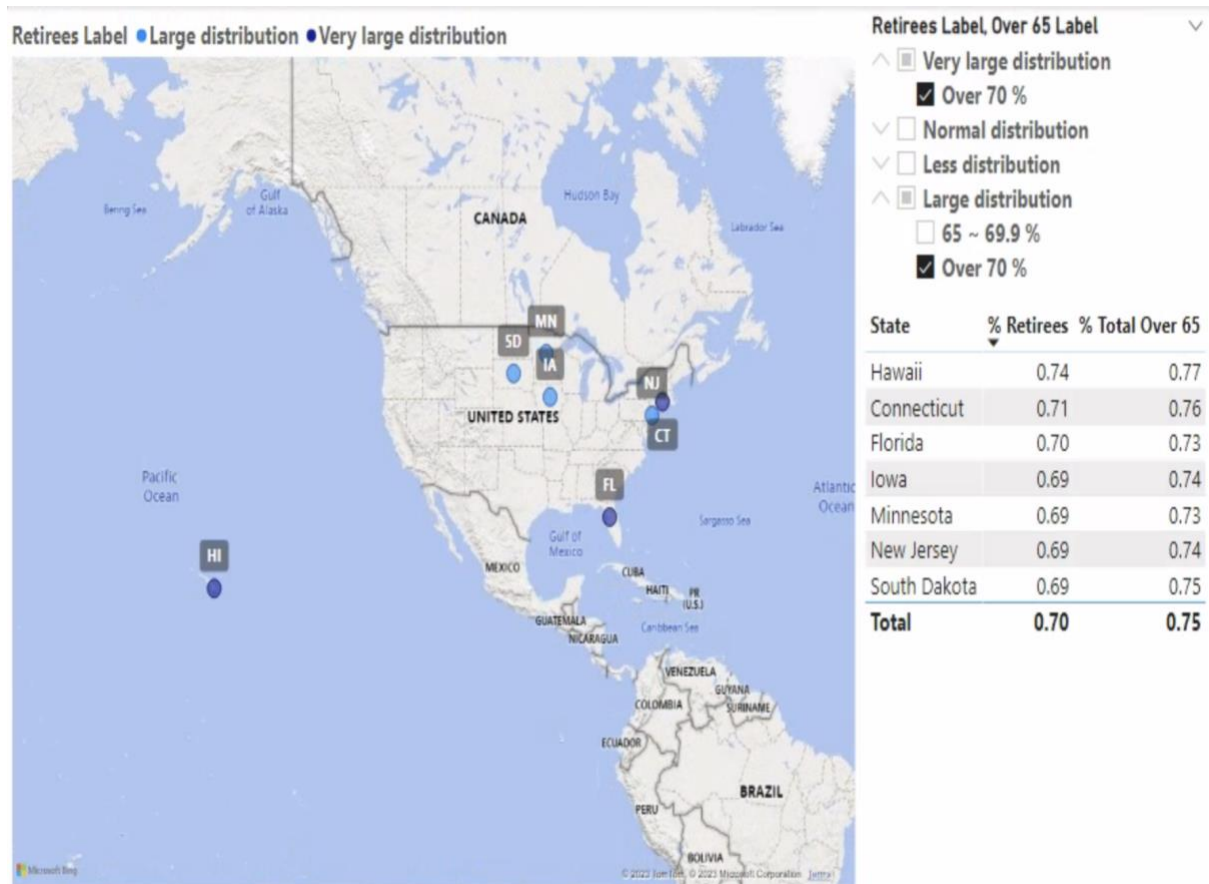 Retirees Label Large distribution Very large distribution
Bering Sea
Gulf
of Alaska
Hudson Bay
CANADA
Labrador Sea
MN
SD
IA
NJ
UNITED STATES
CT
Pacific
Ocean
FL
Atlantic
Ocean
Sargasso Sea
Gulf of
Mexico
HI
MEXICO
CUBA
HAITI
PR
(U.S.)
GUATEMALA
Caribbean Sea
NICARAGUA
VENEZUELA
GUYANA
COLOMBIA
SURINAME
ECUADOR
BRAZIL
PERU
BOLIVIA
Microsoft Bing
© 2023 TomTom, © 2023 Microsoft Corporation Terms
Retirees Label, Over 65 Label
Very large distribution
Over 70 %
Normal distribution
Less distribution
Large distribution
65 ~ 69.9 %
Over 70 %
State % Retirees % Total Over 65
Hawaii 0.74 0.77
Connecticut 0.71 0.76
Florida 0.70 0.73
Iowa 0.69 0.74
Minnesota 0.69 0.73
New Jersey 0.69 0.74
South Dakota 0.69 0.75
Total 0.70 0.75